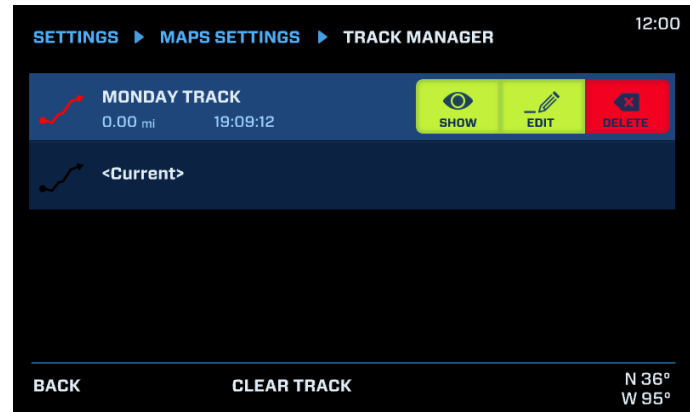 SETTINGS ▶ MAPS SETTINGS ▶ TRACK MANAGER 12:00
MONDAY TRACK
0.00 mi 19:09:12
SHOW EDIT DELETE
<Current>
BACK CLEAR TRACK N 36°
W 95°